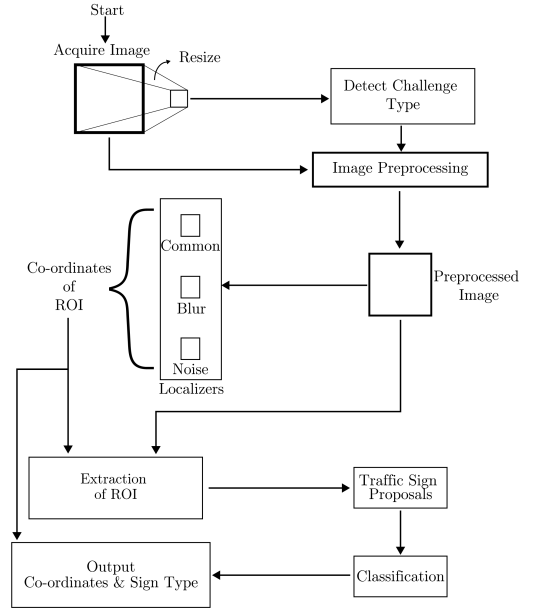 Start
Acquire Image
Resize
Detect Challenge
Type
Image Preprocessing
Common
Blur
Noise
Localizers
Co-ordinates
of
ROI
Preprocessed
Image
Extraction
of ROI
Traffic Sign
Proposals
Output
Co-ordinates & Sign Type
Classification